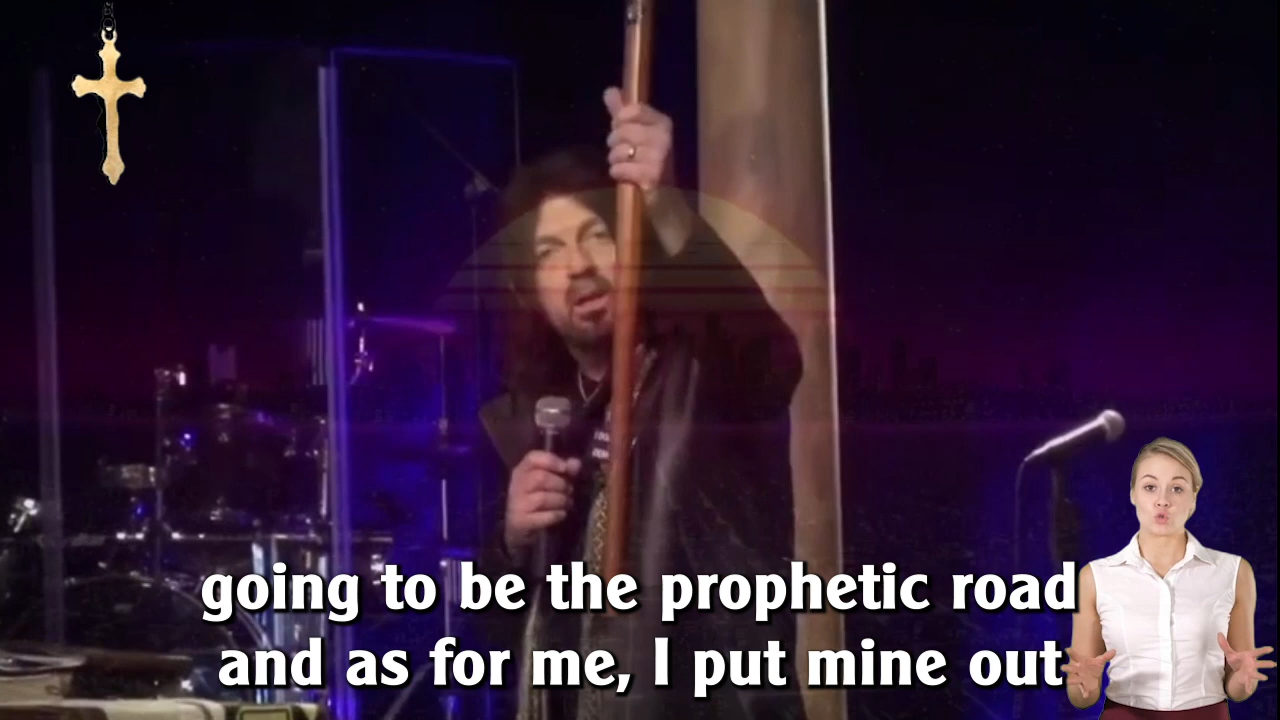 going to be the prophetic road
and as for me, I put mine out